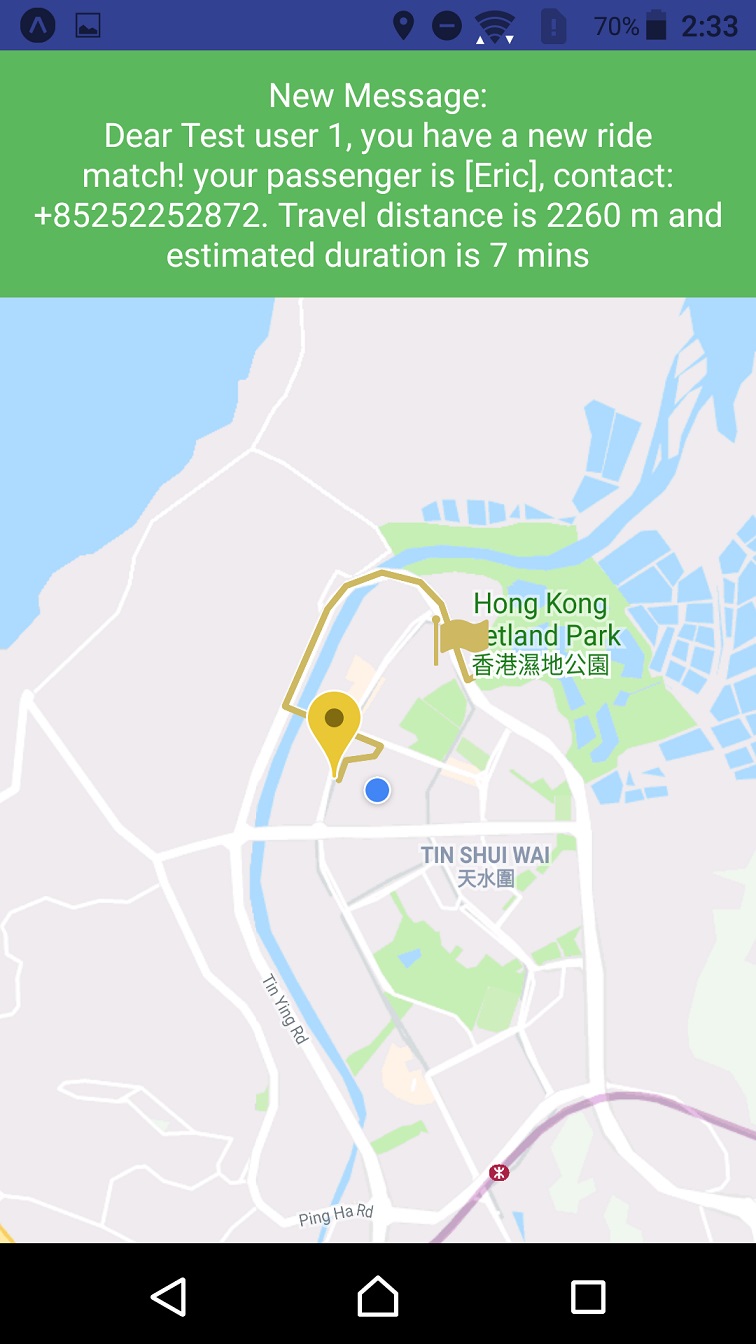 70% 2:33
New Message:
Dear Test user 1, you have a new ride
match! your passenger is [Eric], contact:
+85252252872. Travel distance is 2260 m and
estimated duration is 7 mins
Hong Kong
etland Park
香港濕地公園
TIN SHUI WAI
天水圍
Tin Ying Rd
Ping Ha Rd